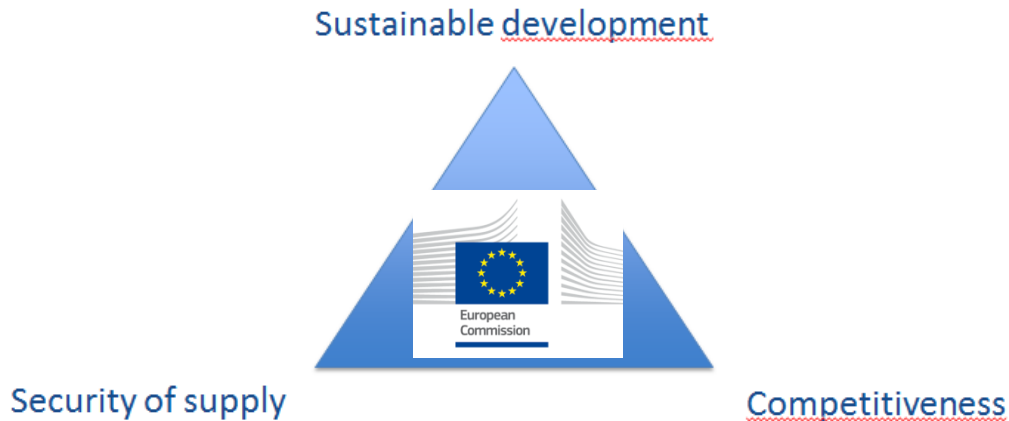 Sustainable development
European
Commission
Security of supply
Competitiveness